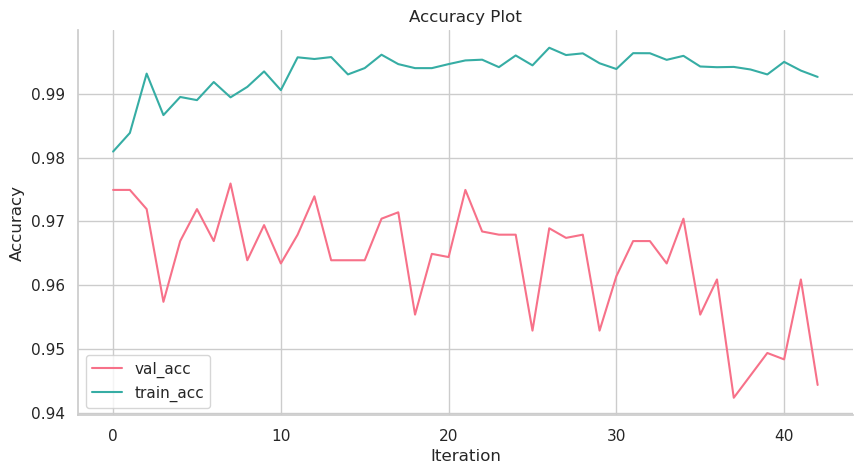 Accuracy Plot
Accuracy
0.99
0.98
0.97
0.96
0.95
0.94
val_acc
train_acc
0 10 20 30 40
Iteration